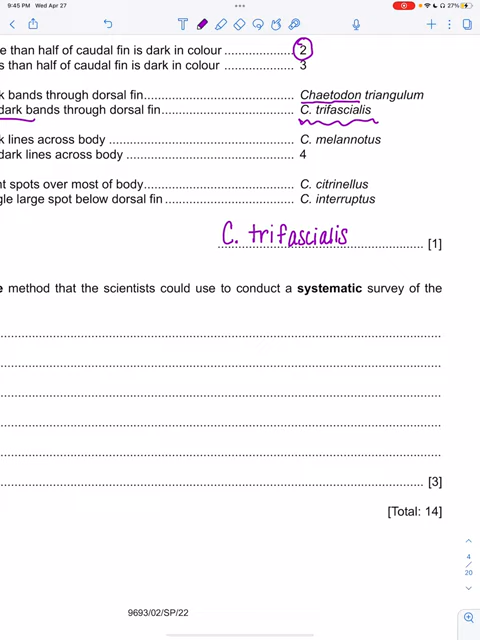 9:45 PM Wed Apr 27
27%
e than half of caudal fin is dark in colour .................... 2
s than half of caudal fin is dark in colour .................... 3
k bands through dorsal fin............................................ Chaetodon triangulum
dark bands through dorsal fin....................................... C. trifascialis
k lines across body ....................................................... C. melannotus
dark lines across body .................................................. 4
nt spots over most of body............................................ C. citrinellus
gle large spot below dorsal fin ...................................... C. interruptus
C. trifascialis
................................................................ [1]
e method that the scientists could use to conduct a systematic survey of the
[3]
[Total: 14]
4
/
20
9693/02/SP/22